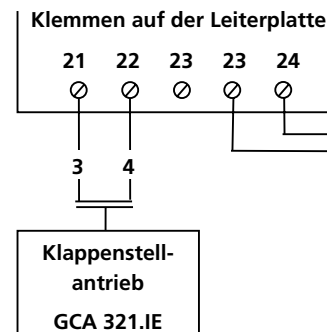 Klemmen auf der Leiterplatte
21 22 23 23 24
3 4
Klappenstell-
antrieb
GCA 321.IE